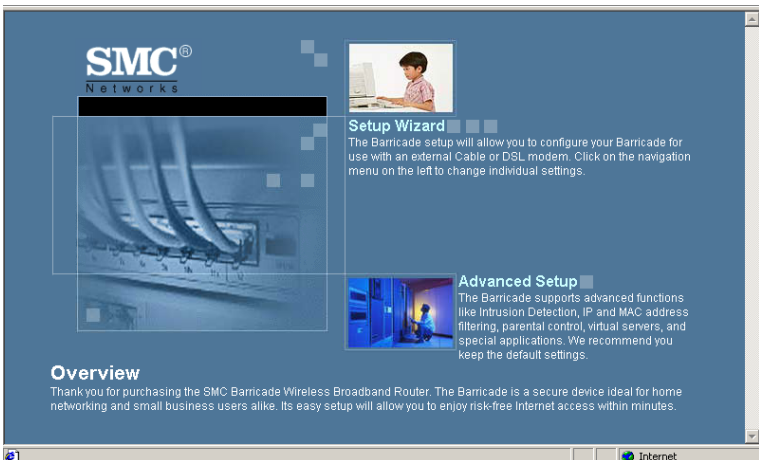 SMC®
Networks
Setup Wizard
The Barricade setup will allow you to configure your Barricade for
use with an external Cable or DSL modem. Click on the navigation
menu on the left to change individual settings.
Advanced Setup
The Barricade supports advanced functions
like Intrusion Detection, IP and MAC address
filtering, parental control, virtual servers, and
special applications. We recommend you
keep the default settings.
Overview
Thank you for purchasing the SMC Barricade Wireless Broadband Router. The Barricade is a secure device ideal for home
networking and small business users alike. Its easy setup will allow you to enjoy risk-free Internet access within minutes.
Internet